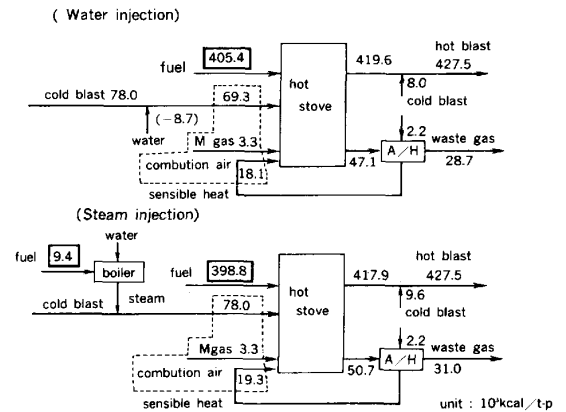 ( Water injection)
fuel 405.4
hot stove
419.6
hot blast 427.5
8.0
cold blast
cold blast 78.0
69.3
(−8.7)
water
M gas 3.3
combution air
18.1
sensible heat
47.1
2.2
A/H
waste gas
28.7
(Steam injection)
water
fuel 9.4
boiler
steam
fuel 398.8
hot stove
417.9
hot blast 427.5
9.6
cold blast
cold blast
78.0
Mgas 3.3
combution air
19.3
sensible heat
50.7
2.2
A/H
waste gas
31.0